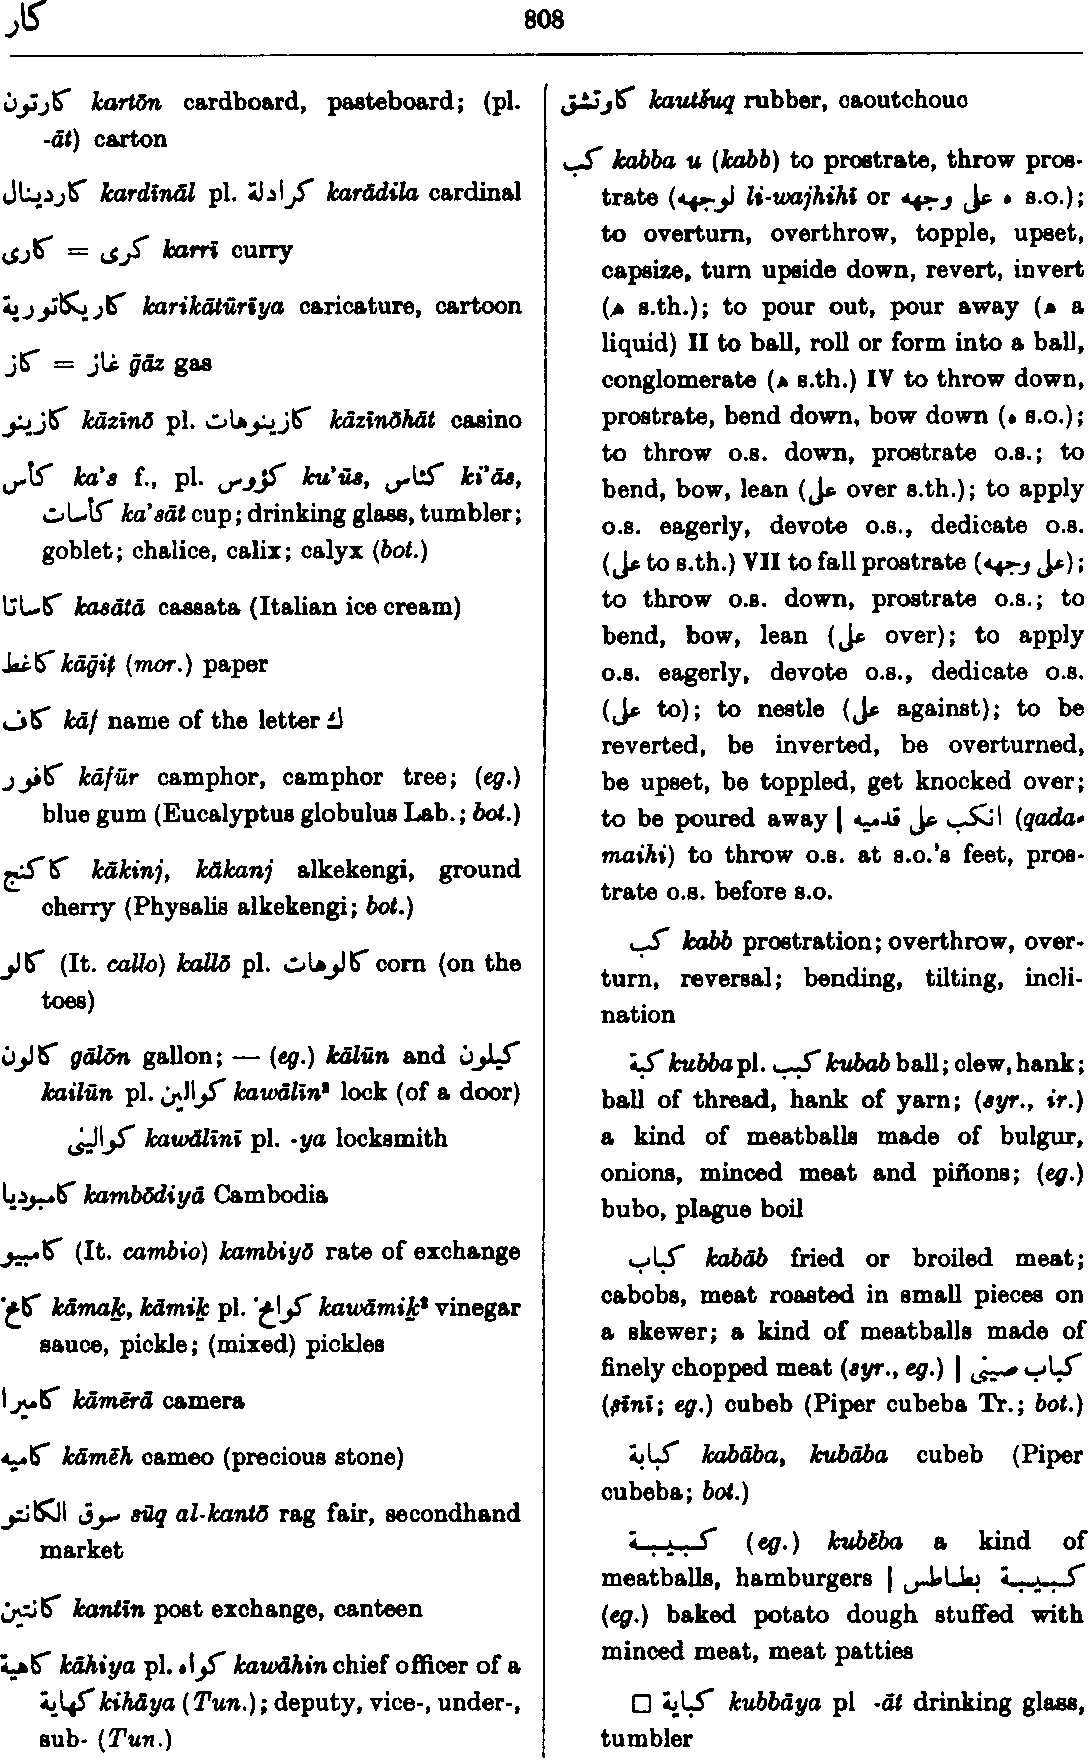 كار
808
كارتون kartōn cardboard, pasteboard; (pl.
-āt) carton
كاردينال kardīnāl pl. كرادلة karādila cardinal
كارى = كرى karrī curry
كاريكاتورية karikātūrīya caricature, cartoon
كاز = غاز ḡāz gas
كازينو kāzīnō pl. كازينوهات kāzīnōhāt casino
كأس ka's f., pl. كؤوس ku'ūs, كئاس ki'ās,
كأسات ka'sāt cup; drinking glass, tumbler;
goblet; chalice, calix; calyx (bot.)
كاساتا kasātā cassata (Italian ice cream)
كاغط kāḡiṭ (mor.) paper
كاف kāf name of the letter ك
كافور kāfūr camphor, camphor tree; (eg.)
blue gum (Eucalyptus globulus Lab.; bot.)
كاكنج kākinj, kākanj alkekengi, ground
cherry (Physalis alkekengi; bot.)
كالو (It. callo) kallō pl. كالوهات corn (on the
toes)
كالون gālōn gallon; — (eg.) kālūn and كيلون
kailūn pl. كوالين kawālīn² lock (of a door)
كوالينى kawālīnī pl. -ya locksmith
كامبوديا kambōdiyā Cambodia
كامبيو (It. cambio) kambiyō rate of exchange
كامخ kāmaḵ, kāmiḵ pl. كوامخ kawāmiḵ² vinegar
sauce, pickle; (mixed) pickles
كاميرا kāmērā camera
كاميه kāmēh cameo (precious stone)
سوق الكانتو sūq al-kantō rag fair, secondhand
market
كانتين kantīn post exchange, canteen
كاهية kāhiya pl. كواه kawāhin chief officer of a
كهاية kihāya (Tun.); deputy, vice-, under-,
sub- (Tun.)
كاوتشق kautšuq rubber, caoutchouc
كب kabba u (kabb) to prostrate, throw pros-
trate (لوجهه li-wajhihī or ه على وجهه s.o.);
to overturn, overthrow, topple, upset,
capsize, turn upside down, revert, invert
(ه s.th.); to pour out, pour away (ه a
liquid) II to ball, roll or form into a ball,
conglomerate (ه s.th.) IV to throw down,
prostrate, bend down, bow down (ه s.o.);
to throw o.s. down, prostrate o.s.; to
bend, bow, lean (على over s.th.); to apply
o.s. eagerly, devote o.s., dedicate o.s.
(على to s.th.) VII to fall prostrate (على وجهه);
to throw o.s. down, prostrate o.s.; to
bend, bow, lean (على over); to apply
o.s. eagerly, devote o.s., dedicate o.s.
(على to); to nestle (على against); to be
reverted, be inverted, be overturned,
be upset, be toppled, get knocked over;
to be poured away | انكب على قدميه (qada-
maihi) to throw o.s. at s.o.'s feet, pros-
trate o.s. before s.o.
كب kabb prostration; overthrow, over-
turn, reversal; bending, tilting, incli-
nation
كبة kubba pl. كبب kubab ball; clew, hank;
ball of thread, hank of yarn; (syr., ir.)
a kind of meatballs made of bulgur,
onions, minced meat and piñons; (eg.)
bubo, plague boil
كباب kabāb fried or broiled meat;
cabobs, meat roasted in small pieces on
a skewer; a kind of meatballs made of
finely chopped meat (syr., eg.) | كباب صينى
(ṣīnī; eg.) cubeb (Piper cubeba Tr.; bot.)
كبابة kabāba, kubāba cubeb (Piper
cubeba; bot.)
كبيبة (eg.) kubēba a kind of
meatballs, hamburgers | كبيبة بطاطس
(eg.) baked potato dough stuffed with
minced meat, meat patties
□ كباية kubbāya pl -āt drinking glass,
tumbler